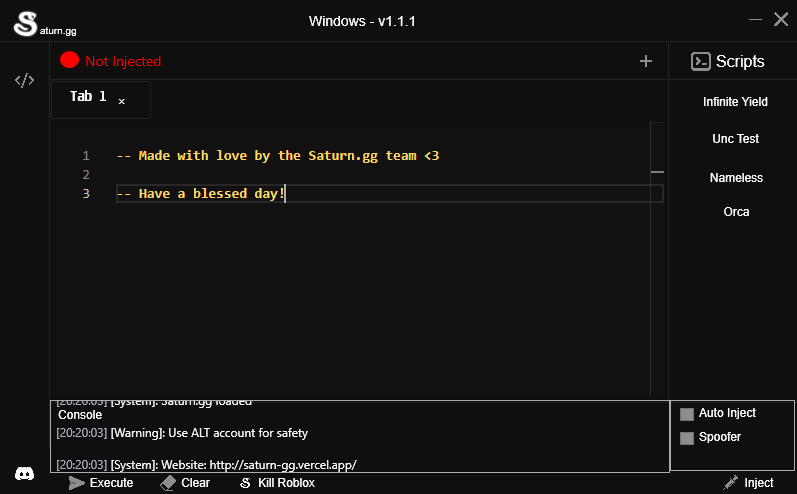 Saturn.gg
Windows - v1.1.1
Not Injected
Scripts
Tab 1
Infinite Yield
Unc Test
Nameless
Orca
1 -- Made with love by the Saturn.gg team <3
2
3 -- Have a blessed day!
[20:20:03] [System]: Saturn.gg loaded
Console
[20:20:03] [Warning]: Use ALT account for safety
[20:20:03] [System]: Website: http://saturn-gg.vercel.app/
Auto Inject
Spoofer
Execute
Clear
Kill Roblox
Inject